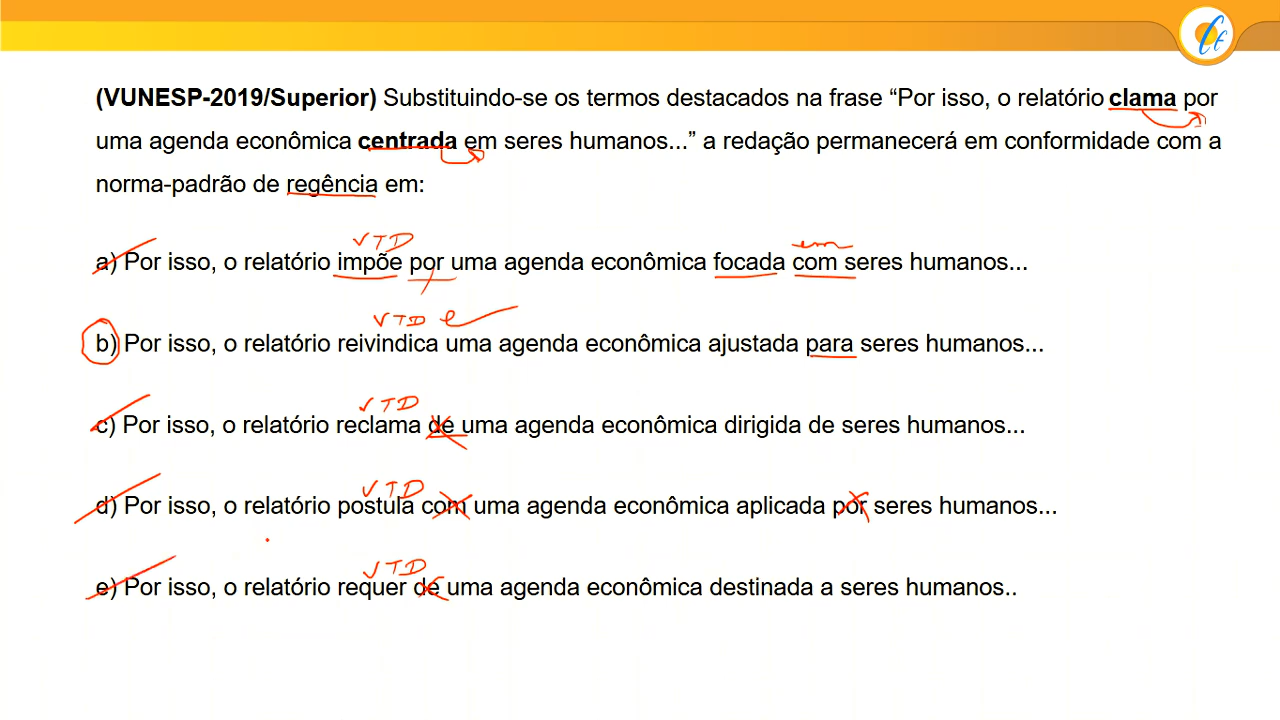 (VUNESP-2019/Superior) Substituindo-se os termos destacados na frase “Por isso, o relatório clama por
uma agenda econômica centrada em seres humanos...” a redação permanecerá em conformidade com a
norma-padrão de regência em:
VTD em
a) Por isso, o relatório impõe por uma agenda econômica focada com seres humanos...
VTD e
b) Por isso, o relatório reivindica uma agenda econômica ajustada para seres humanos...
VTD
c) Por isso, o relatório reclama de uma agenda econômica dirigida de seres humanos...
VTD
d) Por isso, o relatório postula com uma agenda econômica aplicada por seres humanos...
VTD
e) Por isso, o relatório requer de uma agenda econômica destinada a seres humanos..